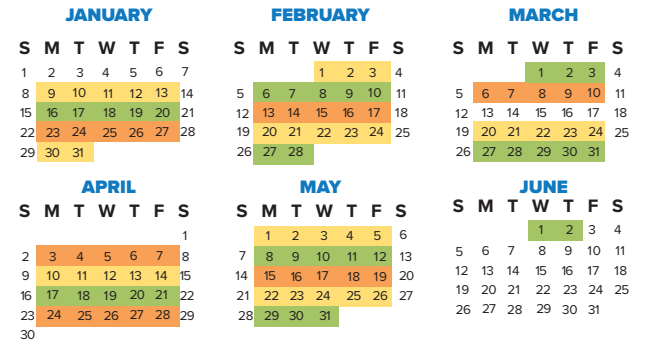 JANUARY
S M T W T F S
1 2 3 4 5 6 7
8 9 10 11 12 13 14
15 16 17 18 19 20 21
22 23 24 25 26 27 28
29 30 31
FEBRUARY
S M T W T F S
1 2 3 4
5 6 7 8 9 10 11
12 13 14 15 16 17 18
19 20 21 22 23 24 25
26 27 28
MARCH
S M T W T F S
1 2 3 4
5 6 7 8 9 10 11
12 13 14 15 16 17 18
19 20 21 22 23 24 25
26 27 28 29 30 31
APRIL
S M T W T F S
1
2 3 4 5 6 7 8
9 10 11 12 13 14 15
16 17 18 19 20 21 22
23 24 25 26 27 28 29
30
MAY
S M T W T F S
1 2 3 4 5 6
7 8 9 10 11 12 13
14 15 16 17 18 19 20
21 22 23 24 25 26 27
28 29 30 31
JUNE
S M T W T F S
1 2 3 4
5 6 7 8 9 10 11
12 13 14 15 16 17 18
19 20 21 22 23 24 25
26 27 28 29 30 31